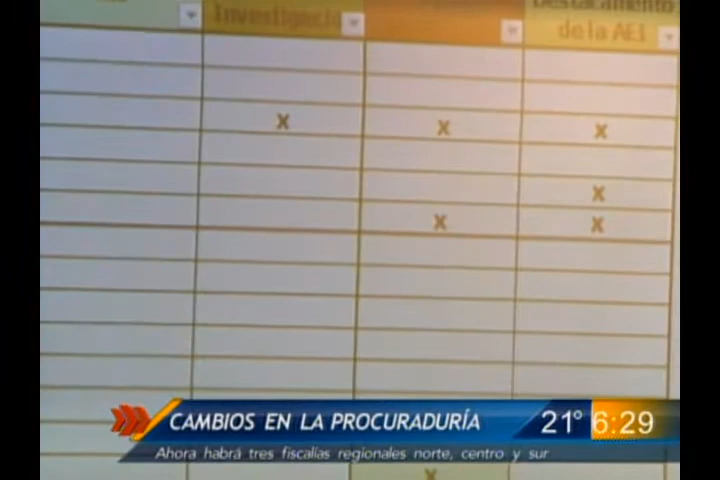 Destacamento
Investigació
de la AEI
X X X
X
X X
CAMBIOS EN LA PROCURADURÍA
21° 6:29
Ahora habrá tres fiscalías regionales norte, centro y sur
X